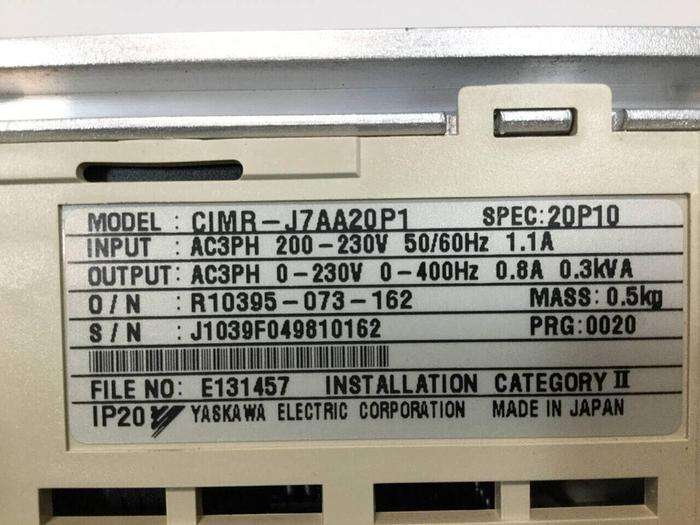 MODEL : CIMR-J7AA20P1 SPEC:20P10
INPUT : AC3PH 200-230V 50/60Hz 1.1A
OUTPUT: AC3PH 0-230V 0-400Hz 0.8A 0.3kVA
O/N : R10395-073-162 MASS: 0.5kg
S/N : J1039F049810162 PRG:0020
FILE NO: E131457 INSTALLATION CATEGORY II
IP20 YASKAWA ELECTRIC CORPORATION MADE IN JAPAN